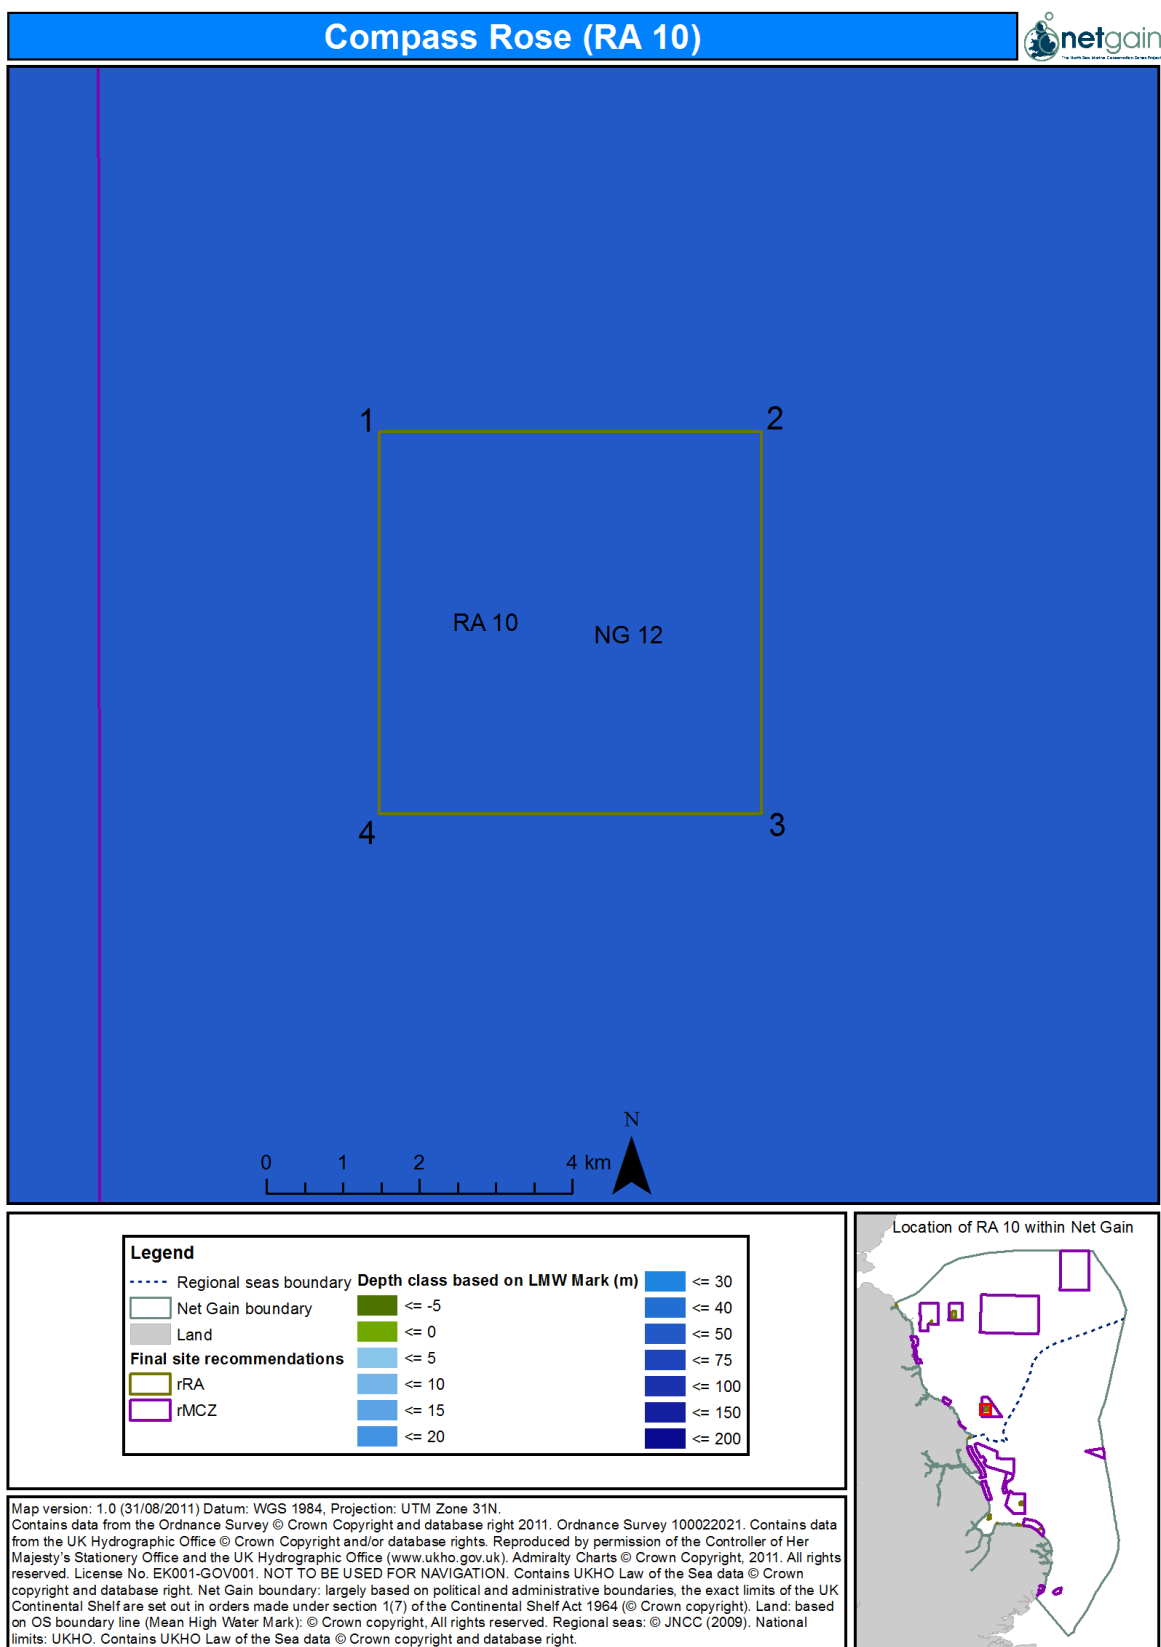 Compass Rose (RA 10)
netgain
The North Sea Marine Conservation Zones Project
1
2
RA 10
NG 12
4
3
N
0 1 2 4 km
Legend
Regional seas boundary
Net Gain boundary
Land
Final site recommendations
rRA
rMCZ
Depth class based on LMW Mark (m)
<= -5
<= 0
<= 5
<= 10
<= 15
<= 20
<= 30
<= 40
<= 50
<= 75
<= 100
<= 150
<= 200
Location of RA 10 within Net Gain
Map version: 1.0 (31/08/2011) Datum: WGS 1984, Projection: UTM Zone 31N.
Contains data from the Ordnance Survey © Crown Copyright and database right 2011. Ordnance Survey 100022021. Contains data
from the UK Hydrographic Office © Crown Copyright and/or database rights. Reproduced by permission of the Controller of Her
Majesty's Stationery Office and the UK Hydrographic Office (www.ukho.gov.uk). Admiralty Charts © Crown Copyright, 2011. All rights
reserved. License No. EK001-GOV001. NOT TO BE USED FOR NAVIGATION. Contains UKHO Law of the Sea data © Crown
copyright and database right. Net Gain boundary: largely based on political and administrative boundaries, the exact limits of the UK
Continental Shelf are set out in orders made under section 1(7) of the Continental Shelf Act 1964 (© Crown copyright). Land: based
on OS boundary line (Mean High Water Mark): © Crown copyright, All rights reserved. Regional seas: © JNCC (2009). National
limits: UKHO. Contains UKHO Law of the Sea data © Crown copyright and database right.